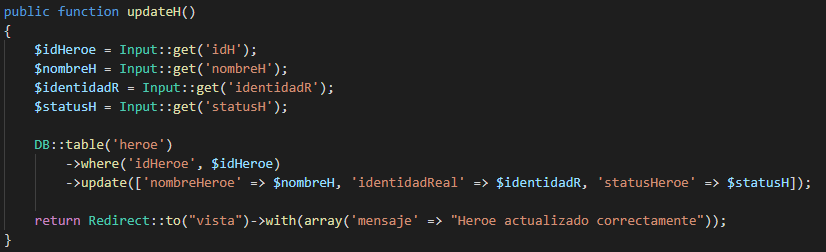 public function updateH()
{
    $idHeroe = Input::get('idH');
    $nombreH = Input::get('nombreH');
    $identidadR = Input::get('identidadR');
    $statusH = Input::get('statusH');

    DB::table('heroe')
        ->where('idHeroe', $idHeroe)
        ->update(['nombreHeroe' => $nombreH, 'identidadReal' => $identidadR, 'statusHeroe' => $statusH]);

    return Redirect::to("vista")->with(array('mensaje' => "Heroe actualizado correctamente"));
}